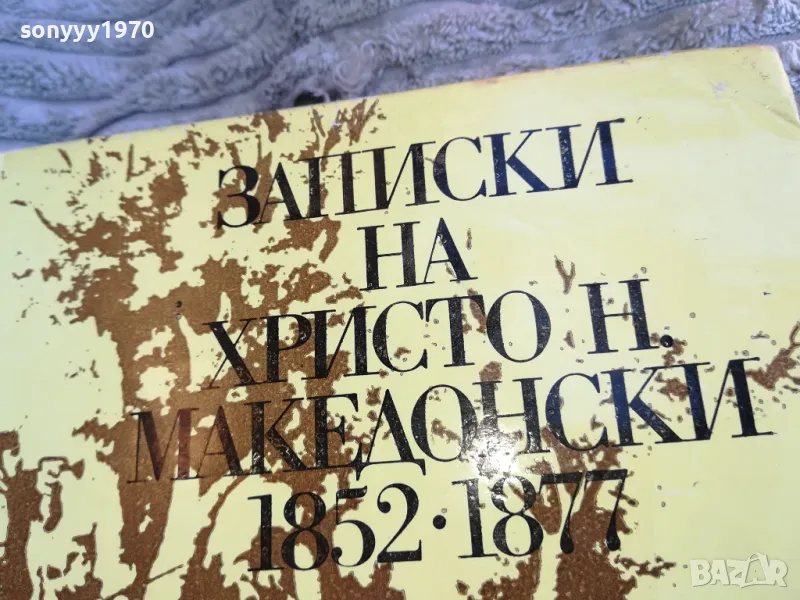 sonyyy1970
ЗАПИСКИ
НА
ХРИСТО Н.
МАКЕДОНСКИ
1852·1877
BAZAR